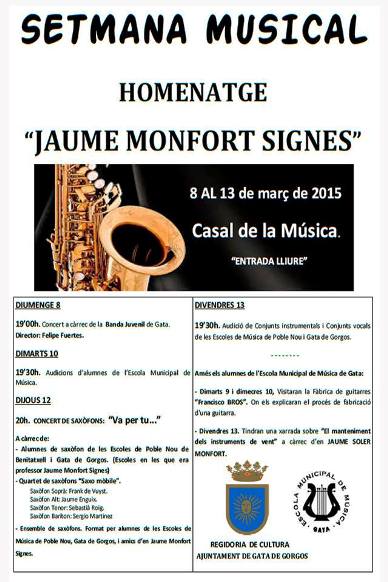 SETMANA MUSICAL
HOMENATGE
“JAUME MONFORT SIGNES”
8 AL 13 de març de 2015
Casal de la Música.
“ENTRADA LLIURE”
DIUMENGE 8
19’00h. Concert a càrrec de la Banda Juvenil de Gata.
Director: Felipe Fuertes.
DIMARTS 10
19’30h. Audicions d’alumnes de l’Escola Municipal de
Música.
DIJOUS 12
20h. CONCERT DE SAXÒFONS: “Va per tu...”
A càrrec de:
- Alumnes de saxòfon de les Escoles de Poble Nou de
Benitatxell i Gata de Gorgos. (Escoles en les que era
professor Jaume Monfort Signes)
- Quartet de saxòfons “Saxo mòbile”.
Saxòfon Soprà: Frank de Vuyst.
Saxòfon Alt: Jaume Enguix.
Saxòfon Tenor: Sebastià Roig.
Saxòfon Baríton: Sergio Martínez
- Ensemble de saxòfons. Format per alumnes de les Escoles de
Música de Poble Nou, Gata de Gorgos, i amics d’en Jaume Monfort
Signes.
DIVENDRES 13
19’30h. Audició de Conjunts instrumentals i Conjunts vocals
de les Escoles de Música de Poble Nou i Gata de Gorgos.
--------
Amés els alumnes de l’Escola Municipal de Música de Gata:
- Dimarts 9 i dimecres 10, Visitaran la Fàbrica de guitarres
“Francisco BROS”. On els explicaran el procés de fabricació
d’una guitarra.
- Divendres 13. Tindran una xarrada sobre “El manteniment
dels instruments de vent” a càrrec d’en JAUME SOLER
MONFORT.
ESCOLA MUNICIPAL DE MÚSICA
GATA
REGIDORIA DE CULTURA
AJUNTAMENT DE GATA DE GORGOS